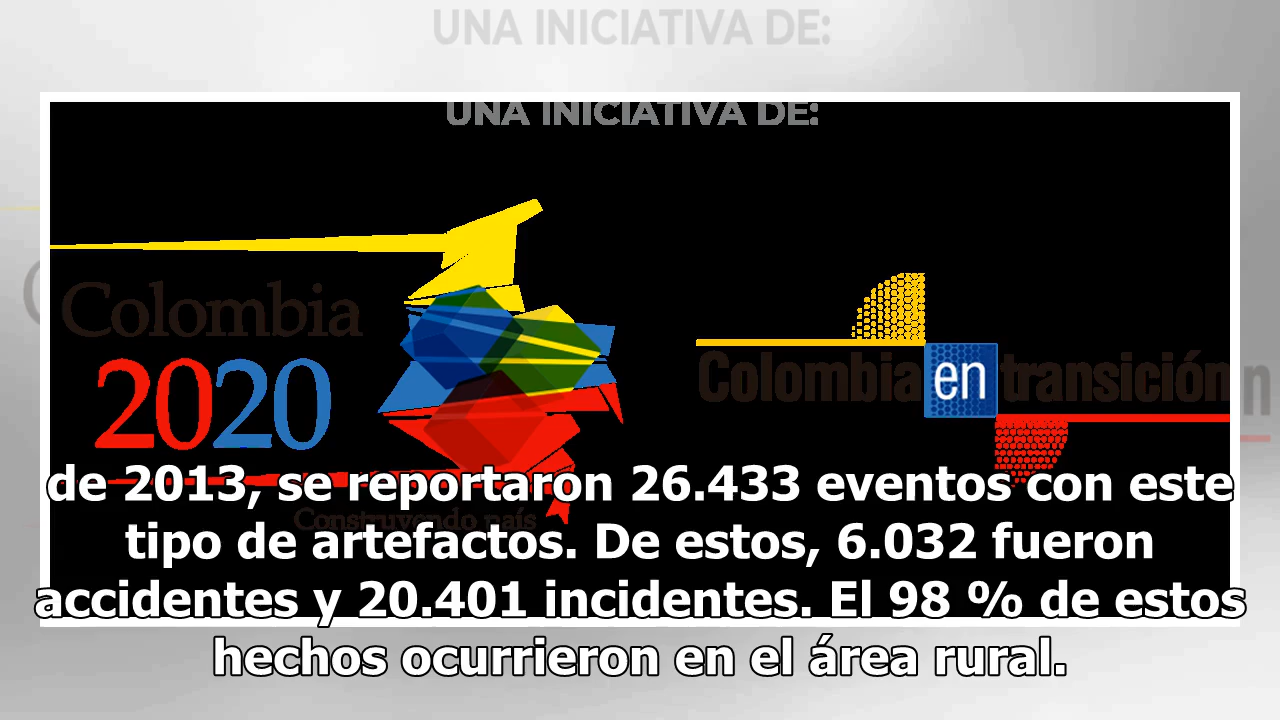 UNA INICIATIVA DE:
UNA INICIATIVA DE:
Colombia
2020
Construyendo país
Colombia en transición
de 2013, se reportaron 26.433 eventos con este
tipo de artefactos. De estos, 6.032 fueron
accidentes y 20.401 incidentes. El 98 % de estos
hechos ocurrieron en el área rural.